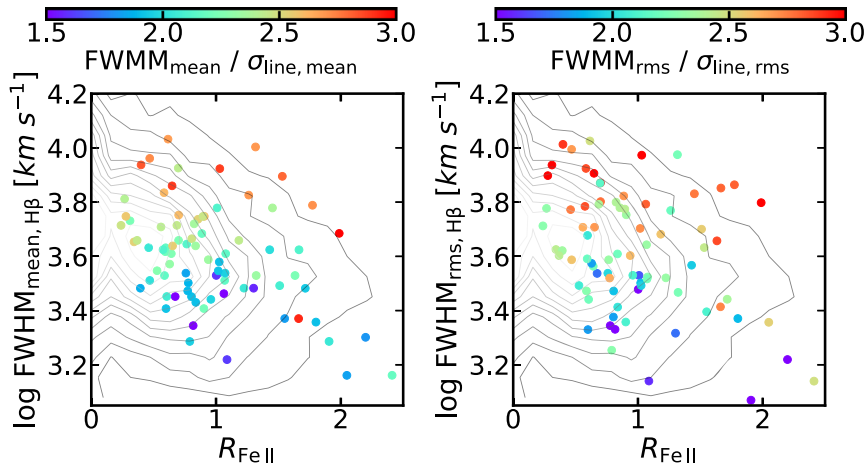 1.5 2.0 2.5 3.0
FWMM_mean / σ_line, mean
4.2
4.0
3.8
3.6
3.4
3.2
log FWHM_mean, Hβ [km s⁻¹]
0 1 2
R_Fe II
1.5 2.0 2.5 3.0
FWMM_rms / σ_line, rms
4.2
4.0
3.8
3.6
3.4
3.2
log FWHM_rms, Hβ [km s⁻¹]
0 1 2
R_Fe II